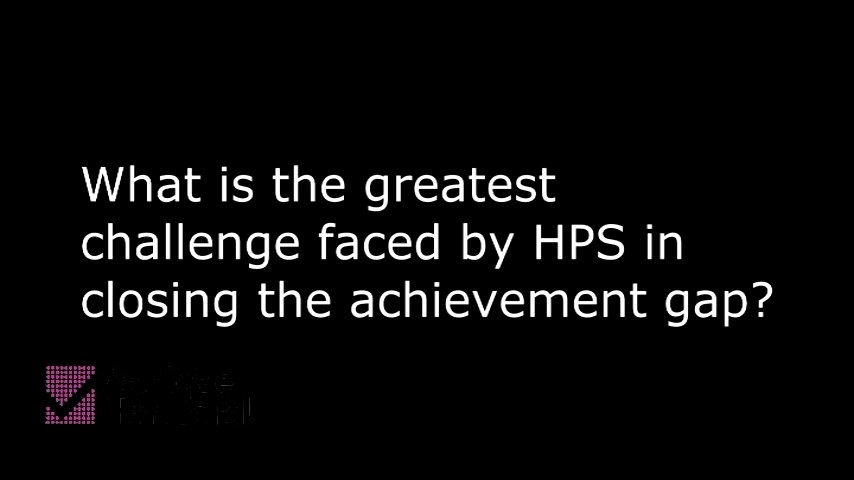 What is the greatest
challenge faced by HPS in
closing the achievement gap?